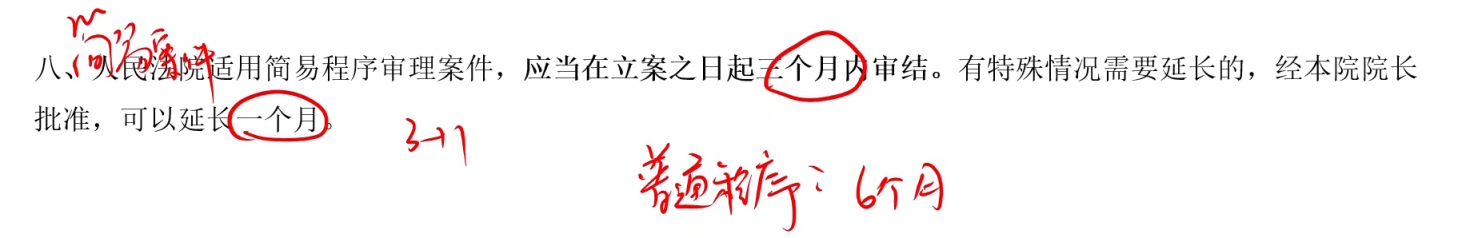 简易案件
八、人民法院适用简易程序审理案件，应当在立案之日起三个月内审结。有特殊情况需要延长的，经本院院长
批准，可以延长一个月。
3+1
普通程序：6个月